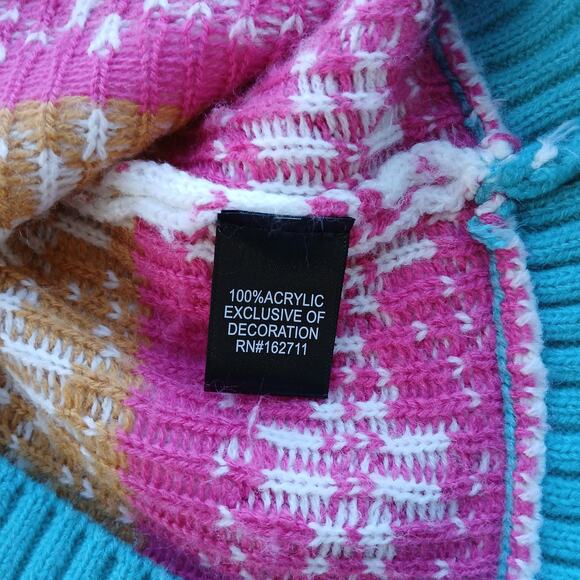 100%ACRYLIC
EXCLUSIVE OF
DECORATION
RN#162711